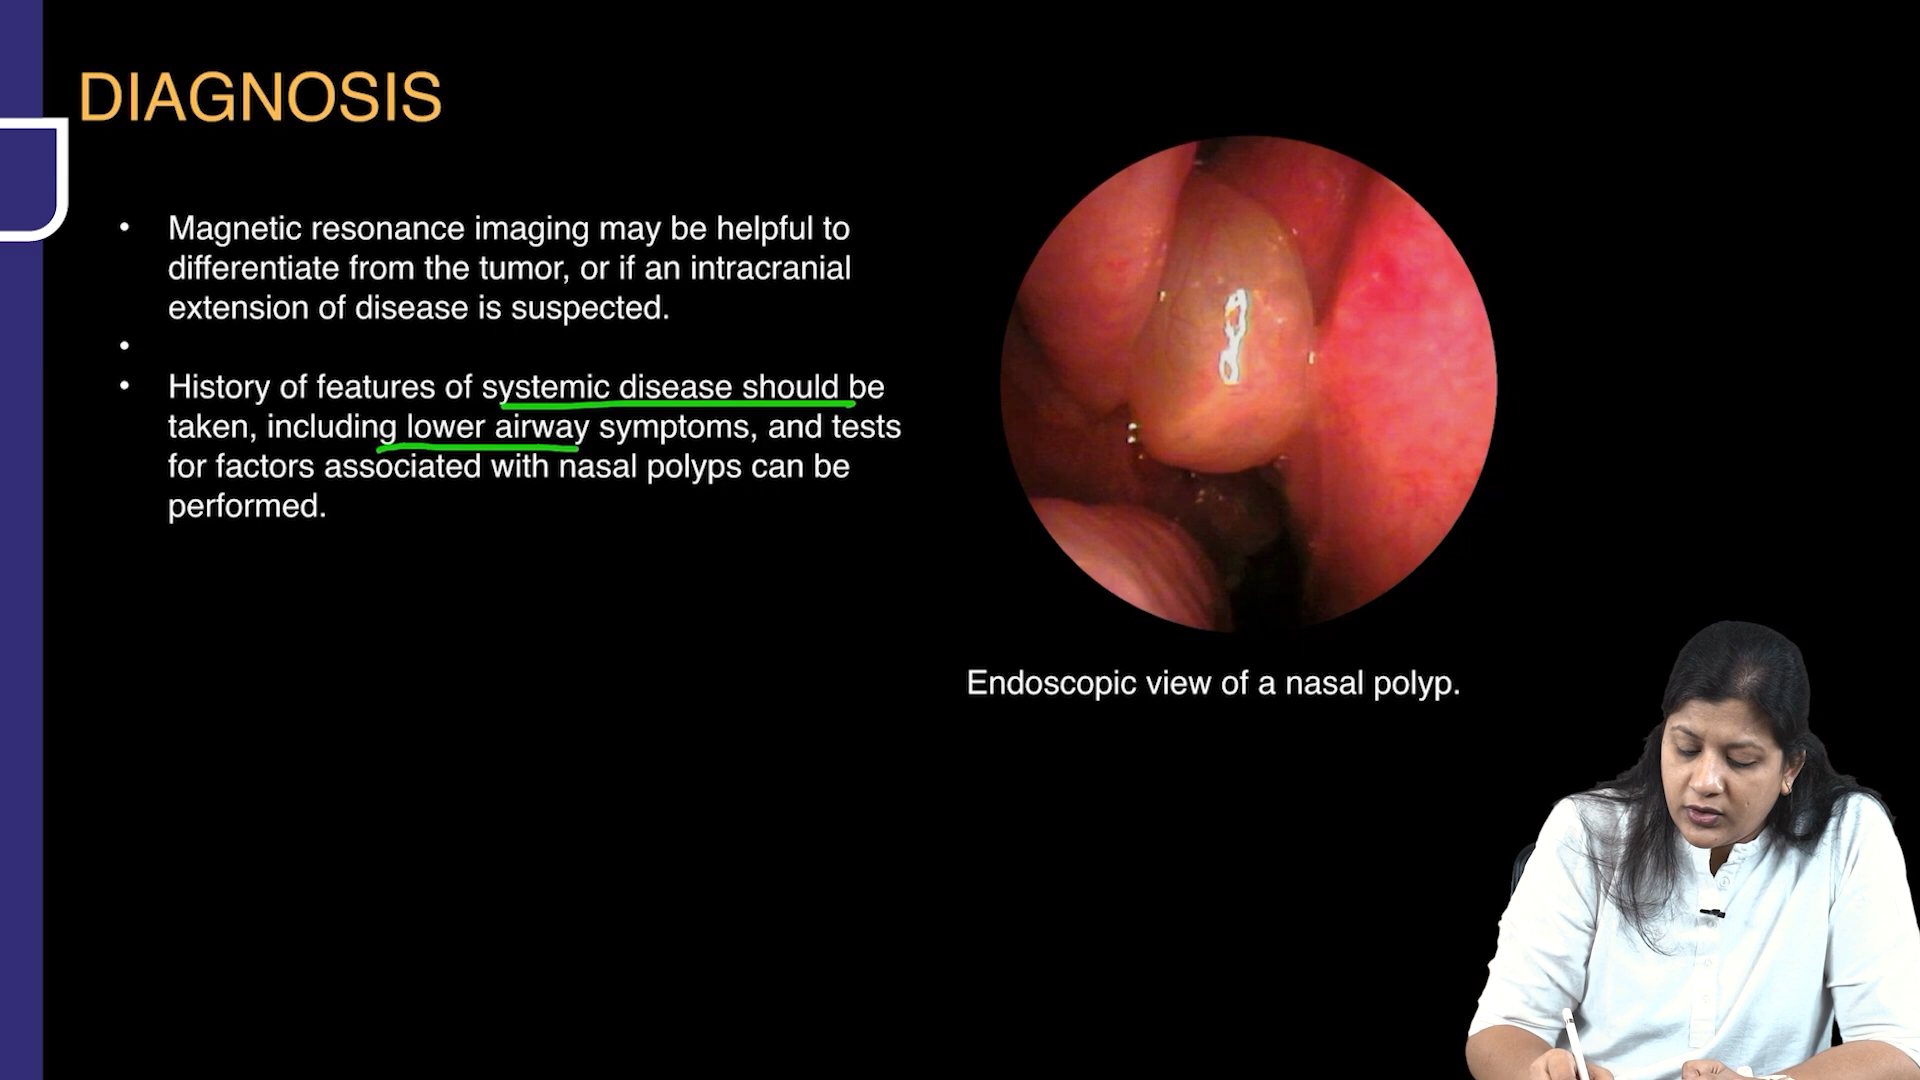 DIAGNOSIS
• Magnetic resonance imaging may be helpful to
differentiate from the tumor, or if an intracranial
extension of disease is suspected.
•
• History of features of systemic disease should be
taken, including lower airway symptoms, and tests
for factors associated with nasal polyps can be
performed.
Endoscopic view of a nasal polyp.